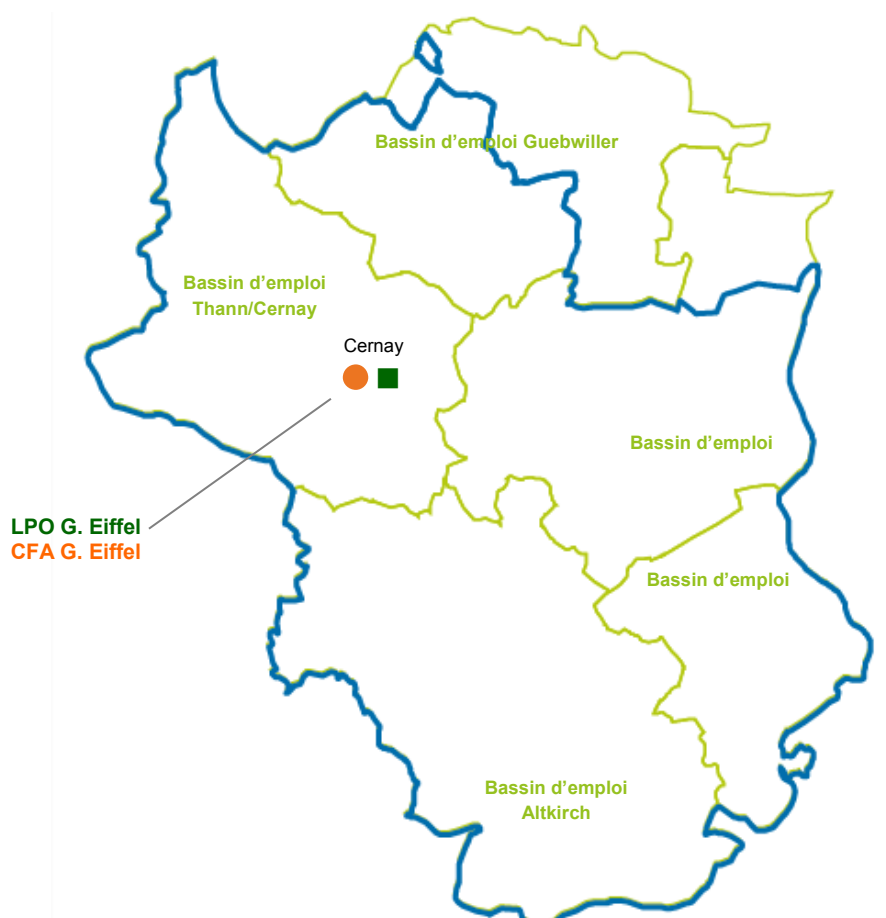 Bassin d’emploi Guebwiller
Bassin d’emploi
Thann/Cernay
Cernay
Bassin d’emploi
LPO G. Eiffel
CFA G. Eiffel
Bassin d’emploi
Bassin d’emploi
Altkirch